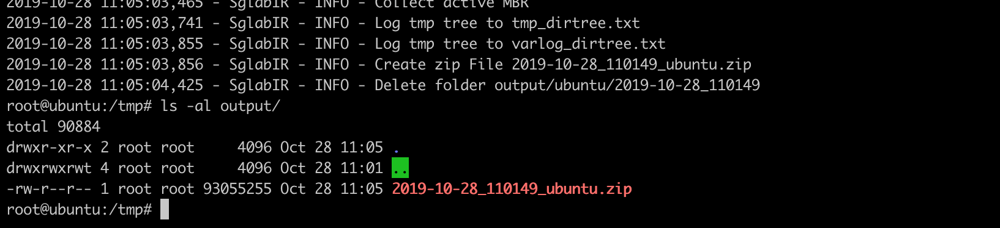 2019-10-28 11:05:03,465 - SglabIR - INFO - Collect active MBR
2019-10-28 11:05:03,741 - SglabIR - INFO - Log tmp tree to tmp_dirtree.txt
2019-10-28 11:05:03,855 - SglabIR - INFO - Log tmp tree to varlog_dirtree.txt
2019-10-28 11:05:03,856 - SglabIR - INFO - Create zip File 2019-10-28_110149_ubuntu.zip
2019-10-28 11:05:04,425 - SglabIR - INFO - Delete folder output/ubuntu/2019-10-28_110149
root@ubuntu:/tmp# ls -al output/
total 90884
drwxr-xr-x 2 root root     4096 Oct 28 11:05 .
drwxrwxrwt 4 root root     4096 Oct 28 11:01 ..
-rw-r--r-- 1 root root 93055255 Oct 28 11:05 2019-10-28_110149_ubuntu.zip
root@ubuntu:/tmp#